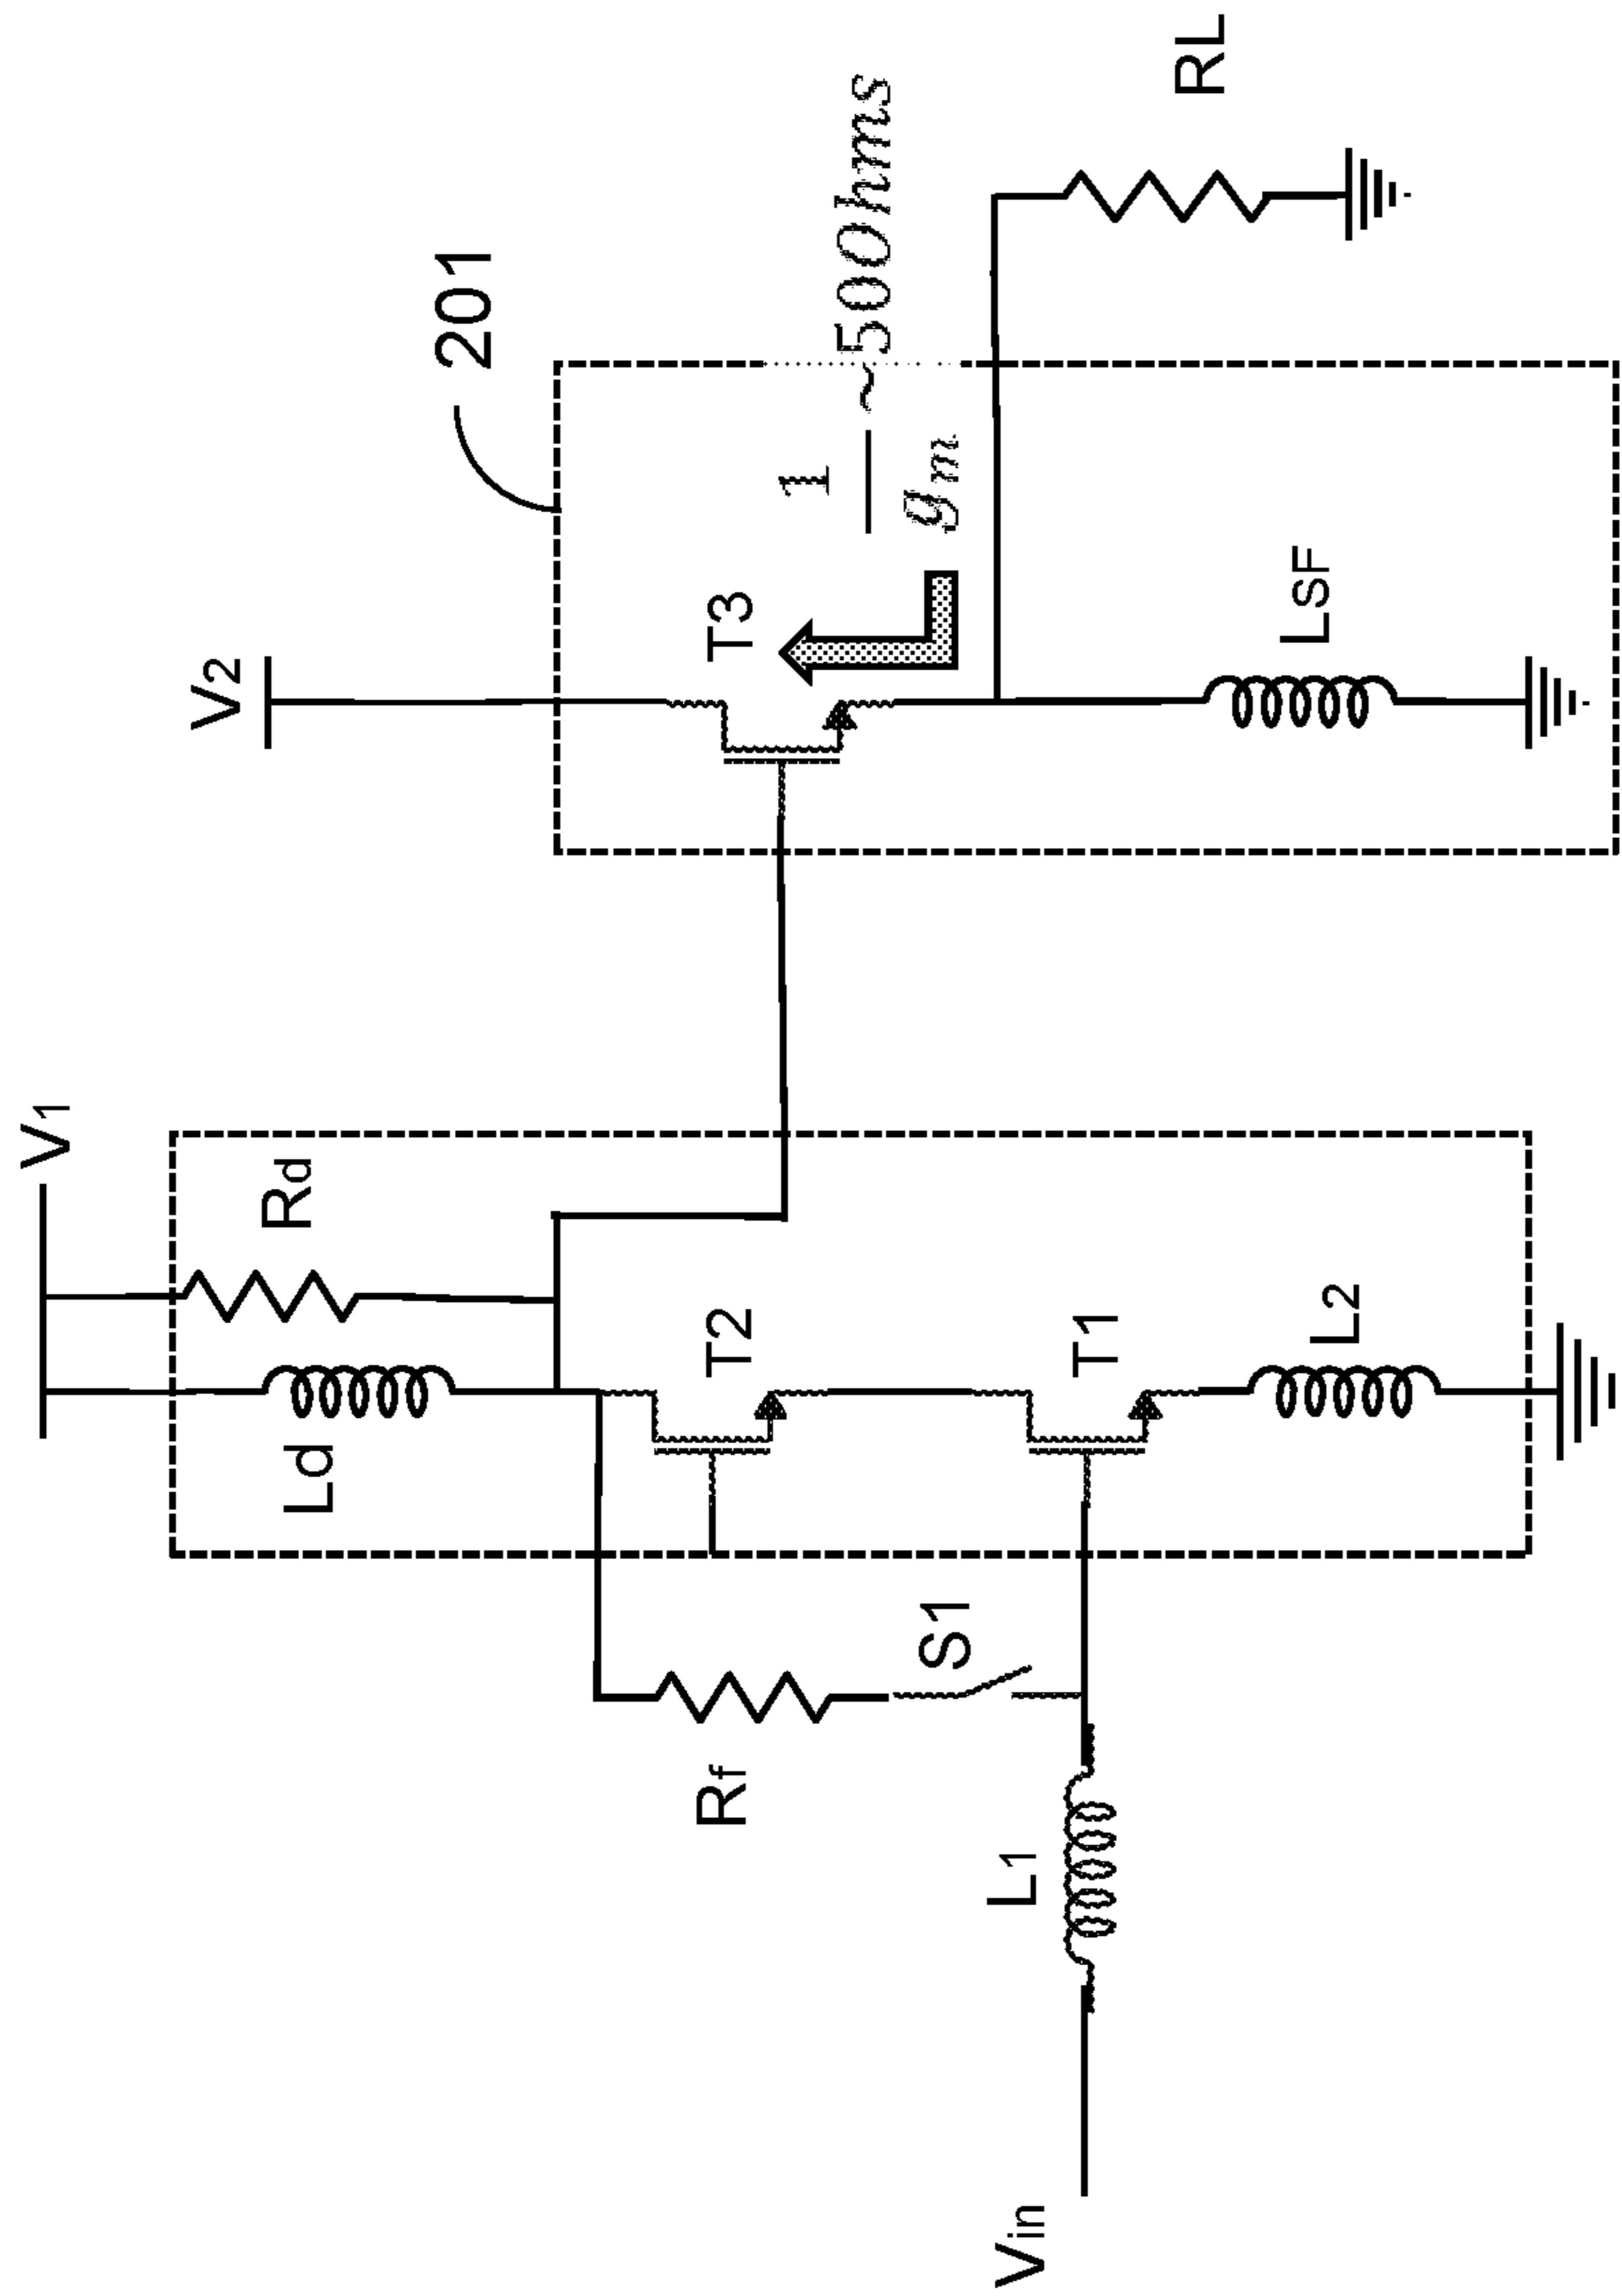 V1
V2
Rd
Ld
201
Rf
T2
T3
1
~50Ohms
gm
S1
L1
Vin
T1
RL
LSF
L2